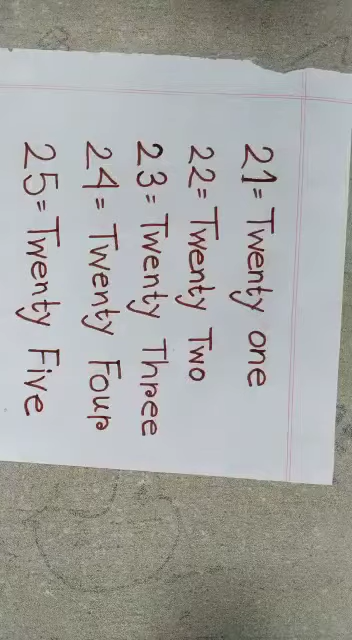 21= Twenty one
22= Twenty Two
23= Twenty Three
24= Twenty Four
25= Twenty Five